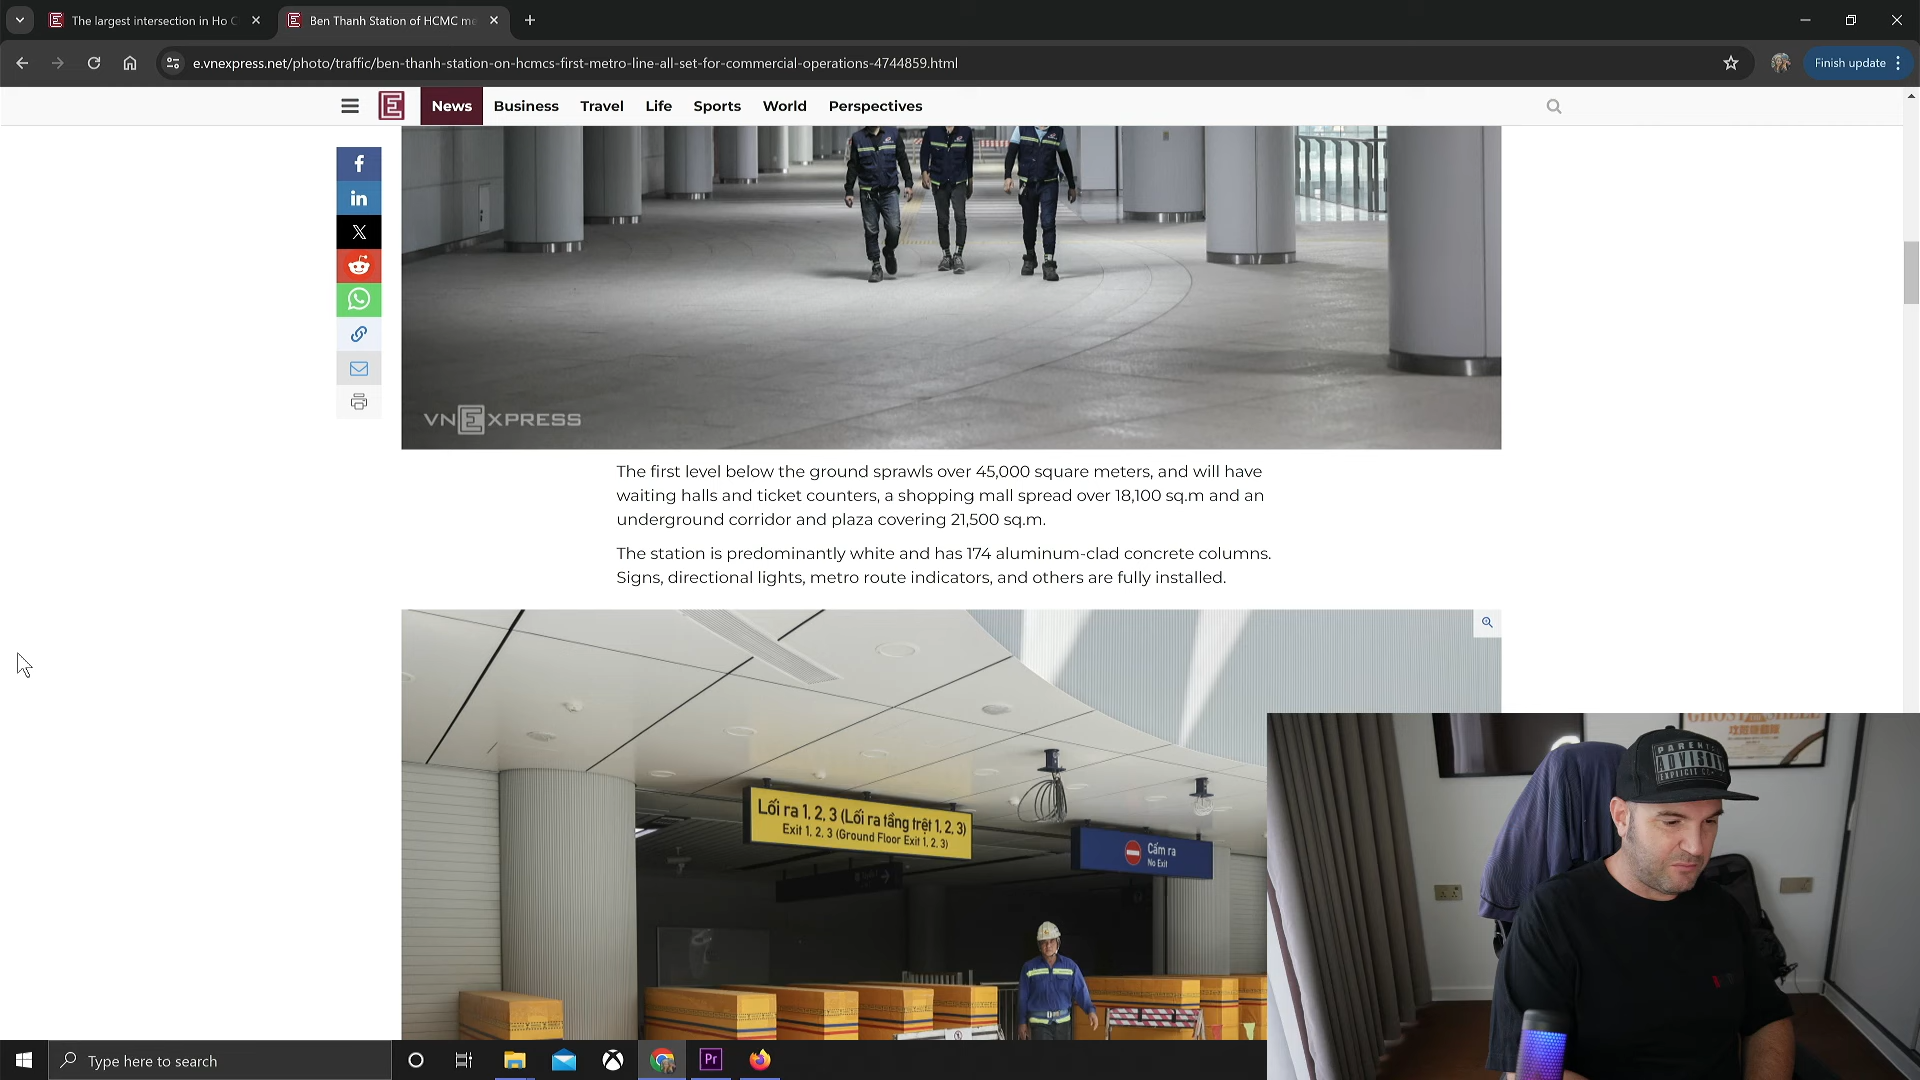 The largest intersection in Ho C
Ben Thanh Station of HCMC me
e.vnexpress.net/photo/traffic/ben-thanh-station-on-hcmcs-first-metro-line-all-set-for-commercial-operations-4744859.html
Finish update
E News Business Travel Life Sports World Perspectives
f
in
X
VNEXPRESS
The first level below the ground sprawls over 45,000 square meters, and will have
waiting halls and ticket counters, a shopping mall spread over 18,100 sq.m and an
underground corridor and plaza covering 21,500 sq.m.
The station is predominantly white and has 174 aluminum-clad concrete columns.
Signs, directional lights, metro route indicators, and others are fully installed.
Lối ra 1, 2, 3 (Lối ra tầng trệt 1, 2, 3)
Exit 1, 2, 3 (Ground Floor Exit 1, 2, 3)
Cấm ra
No Exit
GHOST SHELL
ADVISORY
Type here to search
Pr